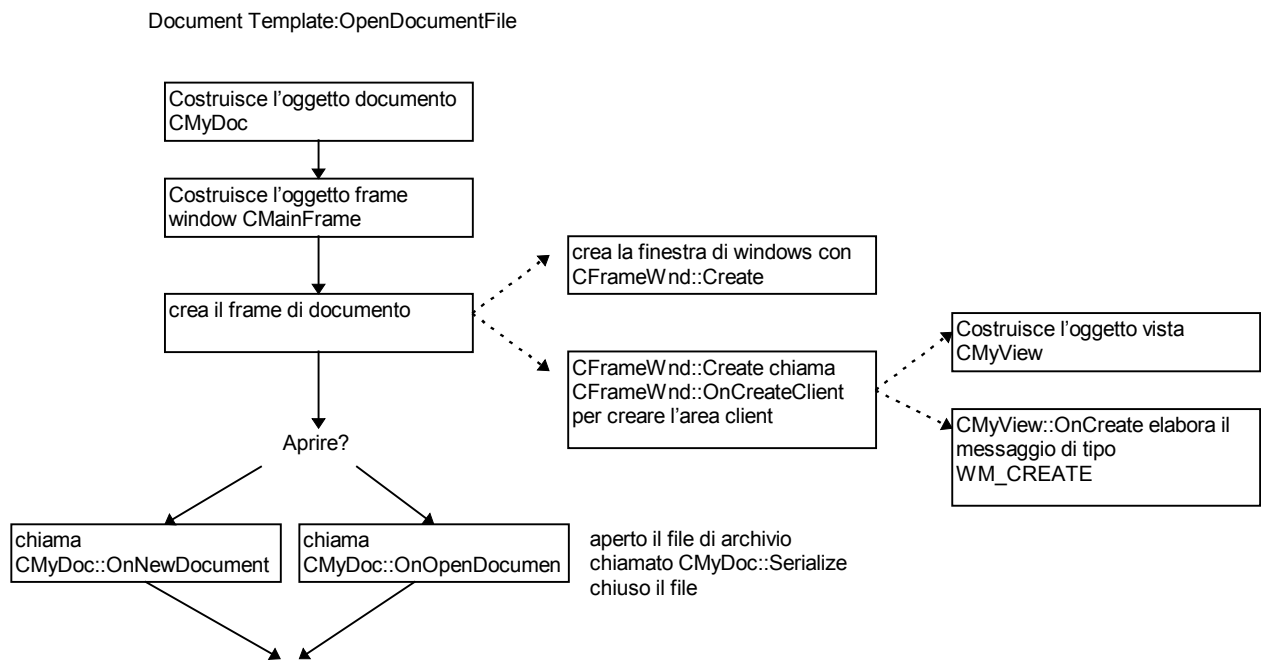 Document Template:OpenDocumentFile
Costruisce l'oggetto documento
CMyDoc
Costruisce l'oggetto frame
window CMainFrame
crea il frame di documento
crea la finestra di windows con
CFrameWnd::Create
CFrameWnd::Create chiama
CFrameWnd::OnCreateClient
per creare l'area client
Costruisce l'oggetto vista
CMyView
CMyView::OnCreate elabora il
messaggio di tipo
WM_CREATE
Aprire?
chiama
CMyDoc::OnNewDocument
chiama
CMyDoc::OnOpenDocumen
aperto il file di archivio
chiamato CMyDoc::Serialize
chiuso il file